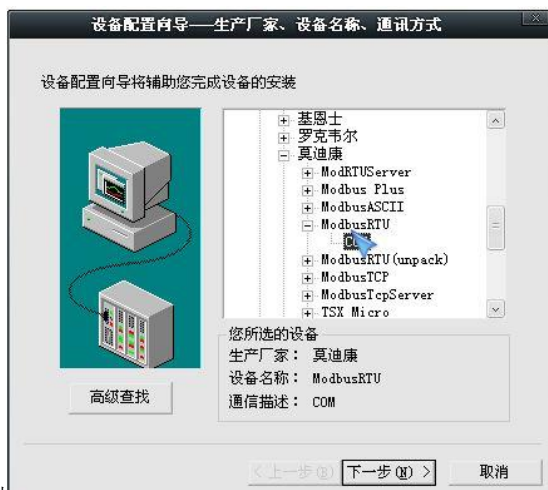 设备配置向导——生产厂家、设备名称、通讯方式
设备配置向导将辅助您完成设备的安装
基恩士
罗克韦尔
莫迪康
ModRTUServer
Modbus Plus
ModbusASCII
ModbusRTU
ModbusRTU(unpack)
ModbusTCP
ModbusTcpServer
TSX Micro
您所选的设备
生产厂家： 莫迪康
设备名称： ModbusRTU
通信描述： COM
高级查找
<上一步(B)
下一步(N) >
取消